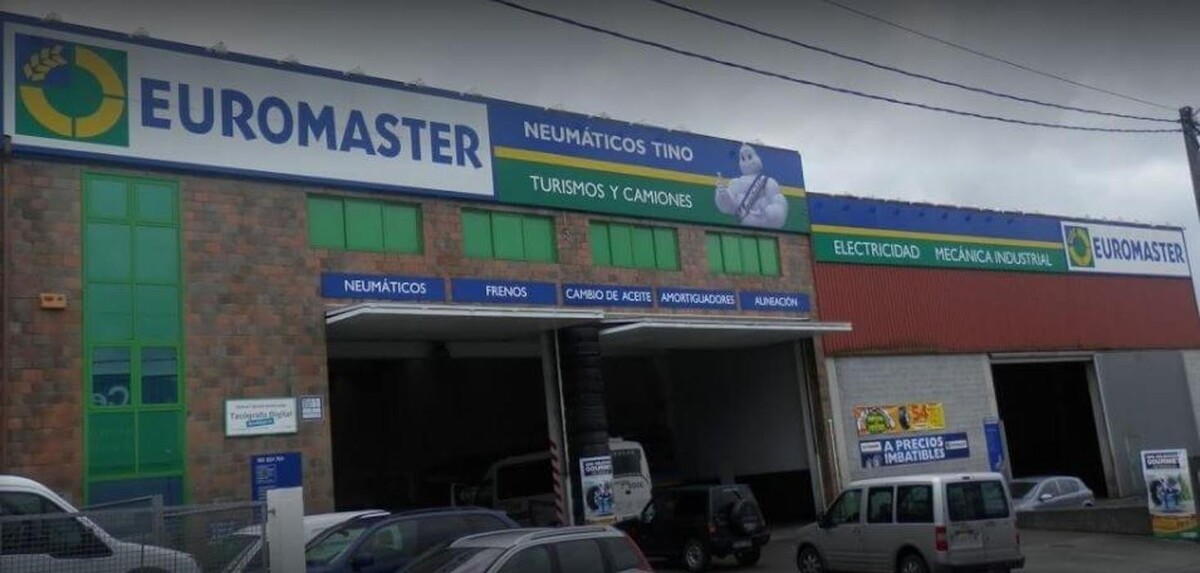 EUROMASTER
NEUMÁTICOS TINO
TURISMOS Y CAMIONES
ELECTRICIDAD MECÁNICA INDUSTRIAL
EUROMASTER
NEUMÁTICOS
FRENOS
CAMBIO DE ACEITE
AMORTIGUADORES
ALINEACIÓN
Tacógrafo Digital
A PRECIOS
IMBATIBLES
GOURMET